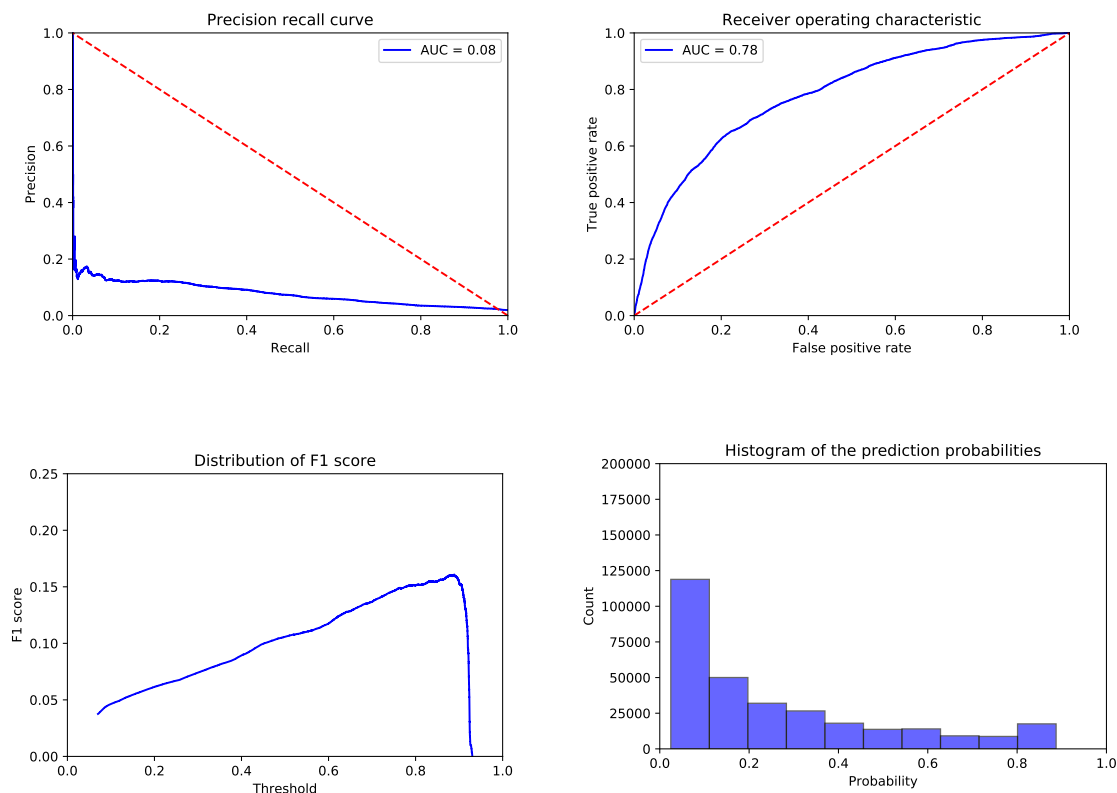 Precision recall curve
AUC = 0.08
1.0
0.8
0.6
0.4
0.2
0.0
Precision
0.0 0.2 0.4 0.6 0.8 1.0
Recall
Receiver operating characteristic
AUC = 0.78
1.0
0.8
0.6
0.4
0.2
0.0
True positive rate
0.0 0.2 0.4 0.6 0.8 1.0
False positive rate
Distribution of F1 score
0.25
0.20
0.15
0.10
0.05
0.00
F1 score
0.0 0.2 0.4 0.6 0.8 1.0
Threshold
Histogram of the prediction probabilities
200000
175000
150000
125000
100000
75000
50000
25000
0
Count
0.0 0.2 0.4 0.6 0.8 1.0
Probability